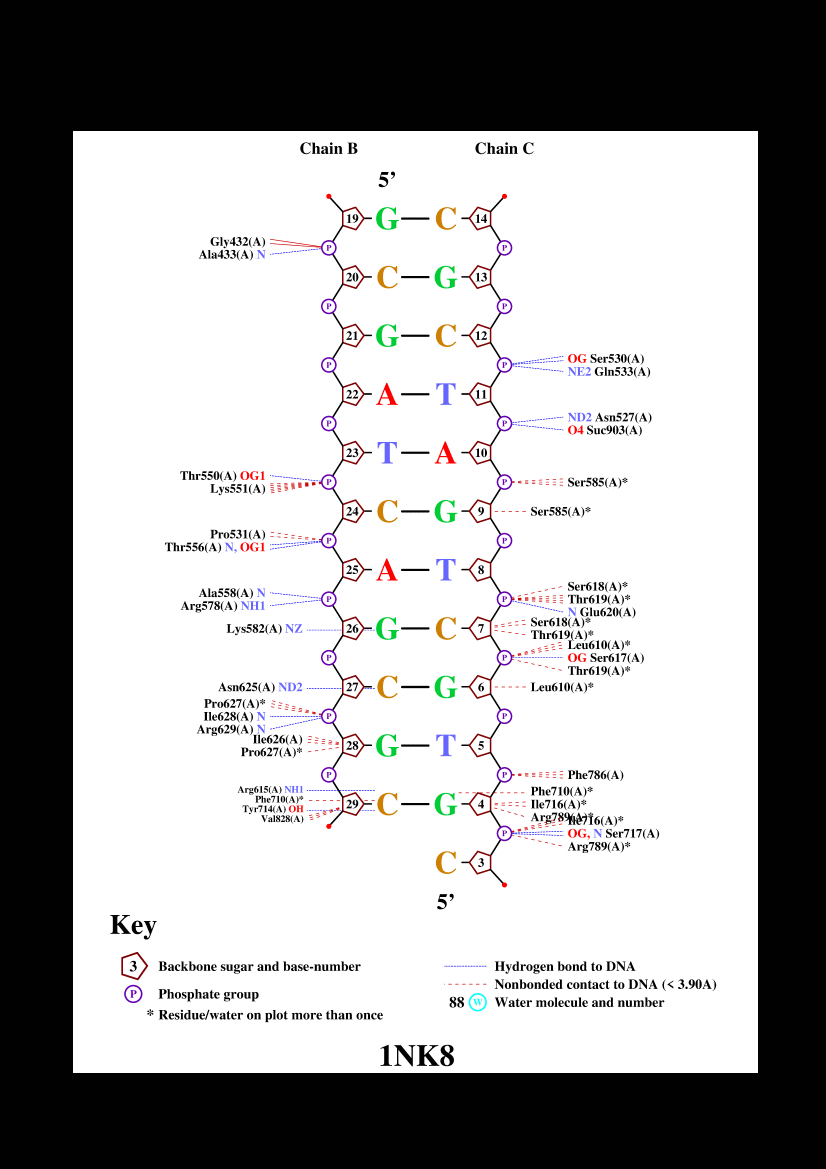 Chain B Chain C
5’
19 G C 14
Gly432(A)
P P
Ala433(A) N
20 C G 13
P P
21 G C 12
OG Ser530(A)
P P
NE2 Gln533(A)
22 A T 11
ND2 Asn527(A)
P P
O4 Suc903(A)
23 T A 10
Thr550(A) OG1
P P Ser585(A)*
Lys551(A)
24 C G 9 Ser585(A)*
Pro531(A)
P P
Thr556(A) N, OG1
25 A T 8
Ser618(A)*
Ala558(A) N
P P Thr619(A)*
Arg578(A) NH1
N Glu620(A)
Ser618(A)*
Lys582(A) NZ 26 G C 7
Thr619(A)*
Leu610(A)*
P P OG Ser617(A)
Thr619(A)*
Asn625(A) ND2 27 C G 6 Leu610(A)*
Pro627(A)*
Ile628(A) N P P
Arg629(A) N
Ile626(A)
28 G T 5
Pro627(A)*
P P Phe786(A)
Arg615(A) NH1
Phe710(A)*
Phe710(A)*
29 C G 4 Ile716(A)*
Tyr714(A) OH
Arg789(A)*
Val828(A)
Ile716(A)*
P OG, N Ser717(A)
Arg789(A)*
C 3
5’
Key
3 Backbone sugar and base-number
Hydrogen bond to DNA
Nonbonded contact to DNA (< 3.90A)
P Phosphate group
88 W Water molecule and number
* Residue/water on plot more than once
1NK8